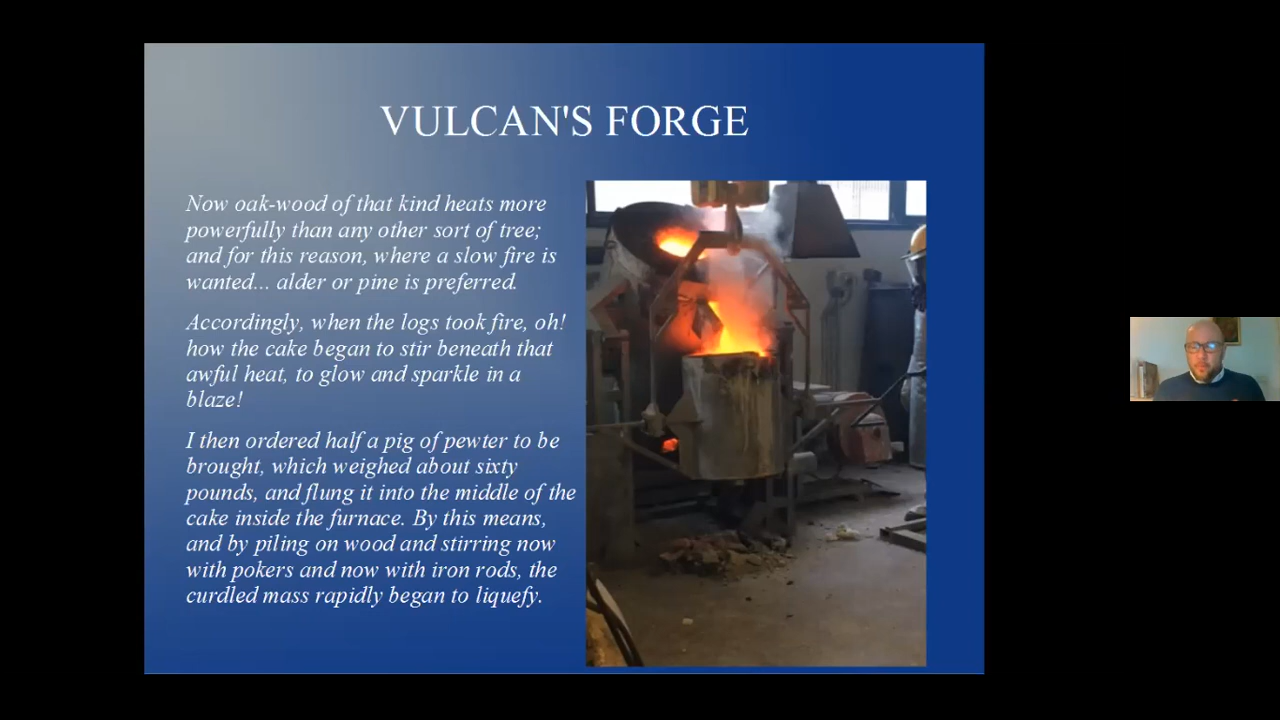 VULCAN'S FORGE
Now oak-wood of that kind heats more
powerfully than any other sort of tree;
and for this reason, where a slow fire is
wanted... alder or pine is preferred.
Accordingly, when the logs took fire, oh!
how the cake began to stir beneath that
awful heat, to glow and sparkle in a
blaze!
I then ordered half a pig of pewter to be
brought, which weighed about sixty
pounds, and flung it into the middle of the
cake inside the furnace. By this means,
and by piling on wood and stirring now
with pokers and now with iron rods, the
curdled mass rapidly began to liquefy.